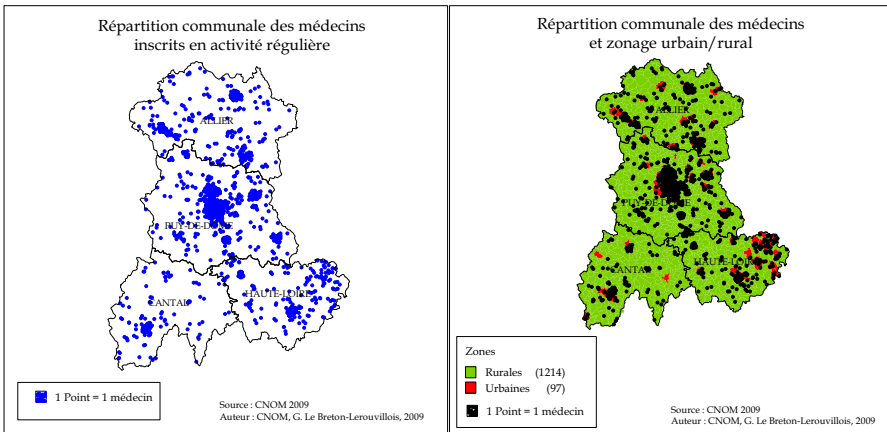 Répartition communale des médecins
inscrits en activité régulière
ALLIER
PUY-DE-DOME
CANTAL
HAUTE-LOIRE
1 Point = 1 médecin
Source : CNOM 2009
Auteur : CNOM, G. Le Breton-Lerouvillois, 2009
Répartition communale des médecins
et zonage urbain/rural
ALLIER
PUY-DE-DOME
CANTAL
HAUTE-LOIRE
Zones
Rurales (1214)
Urbaines (97)
1 Point = 1 médecin
Source : CNOM 2009
Auteur : CNOM, G. Le Breton-Lerouvillois, 2009